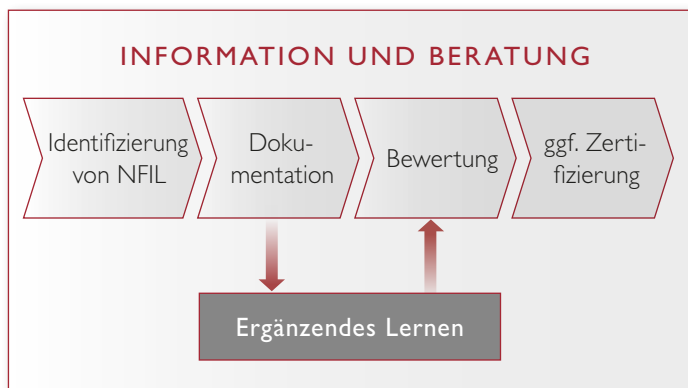 INFORMATION UND BERATUNG
Identifizierung
von NFIL
Doku-
mentation
Bewertung
ggf. Zerti-
fizierung
Ergänzendes Lernen